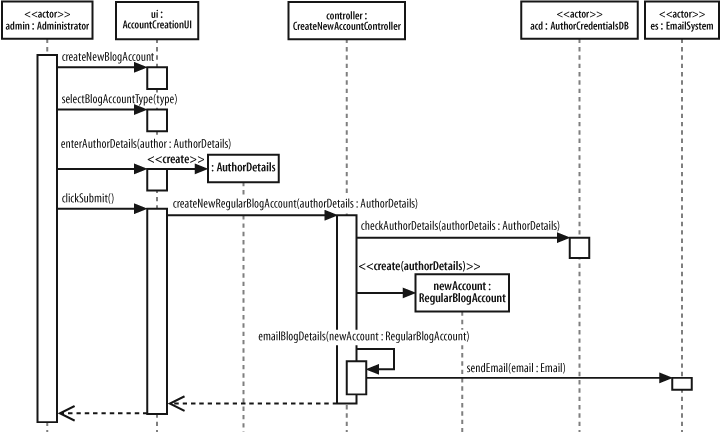 <<actor>>
admin : Administrator
ui :
AccountCreationUI
controller :
CreateNewAccountController
<<actor>>
acd : AuthorCredentialsDB
<<actor>>
es : EmailSystem
createNewBlogAccount
selectBlogAccountType(type)
enterAuthorDetails(author : AuthorDetails)
<<create>>
: AuthorDetails
clickSubmit()
createNewRegularBlogAccount(authorDetails : AuthorDetails)
checkAuthorDetails(authorDetails : AuthorDetails)
<<create(authorDetails)>>
newAccount :
RegularBlogAccount
emailBlogDetails(newAccount : RegularBlogAccount)
sendEmail(email : Email)